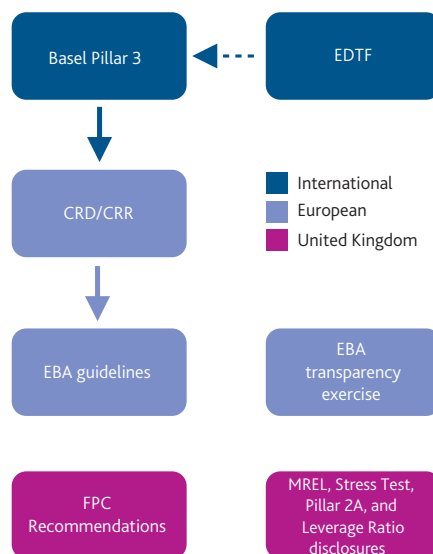 Basel Pillar 3
EDTF
CRD/CRR
International
European
United Kingdom
EBA guidelines
EBA
transparency
exercise
FPC
Recommendations
MREL, Stress Test,
Pillar 2A, and
Leverage Ratio
disclosures